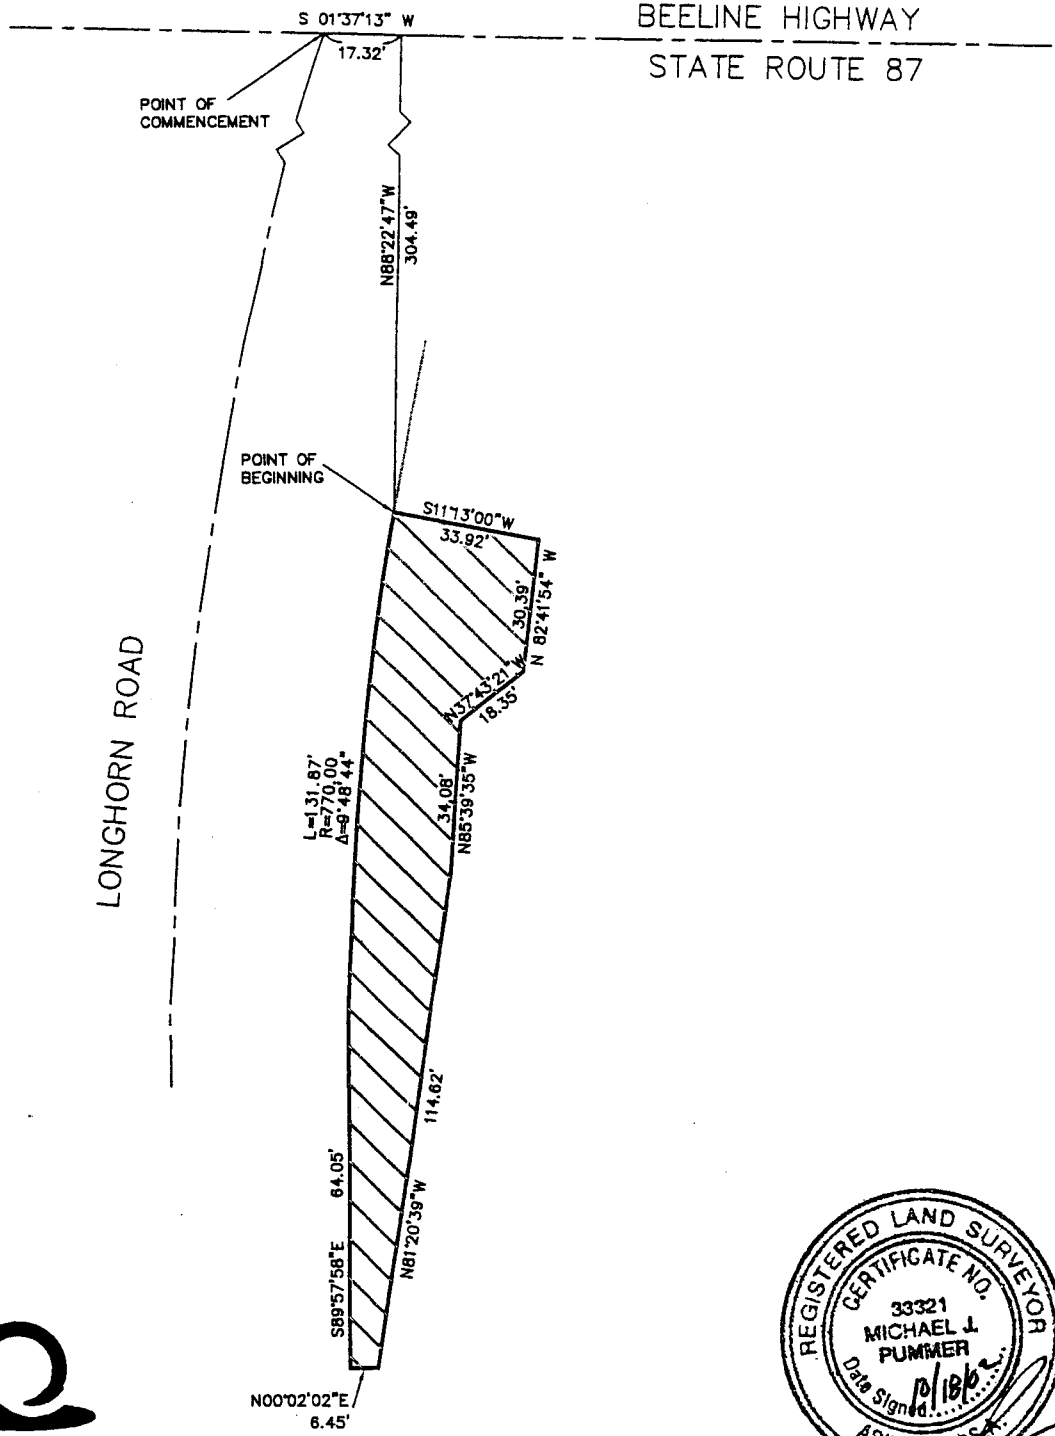 S 01°37'13" W
17.32'
BEELINE HIGHWAY
STATE ROUTE 87
POINT OF
COMMENCEMENT
N88°22'47"W
304.49'
POINT OF
BEGINNING
S11°13'00"W
33.92'
30.39'
N 82°41'54" W
N37°43'21"W
18.35'
LONGHORN ROAD
L=131.87'
R=770.00
Δ=9°48'44"
34.08'
N85°39'35"W
114.62'
N81°20'39"W
64.05'
S89°57'58"E
N00°02'02"E
6.45'
REGISTERED LAND SURVEYOR
CERTIFICATE NO.
33321
MICHAEL J.
PUMMER
Date Signed